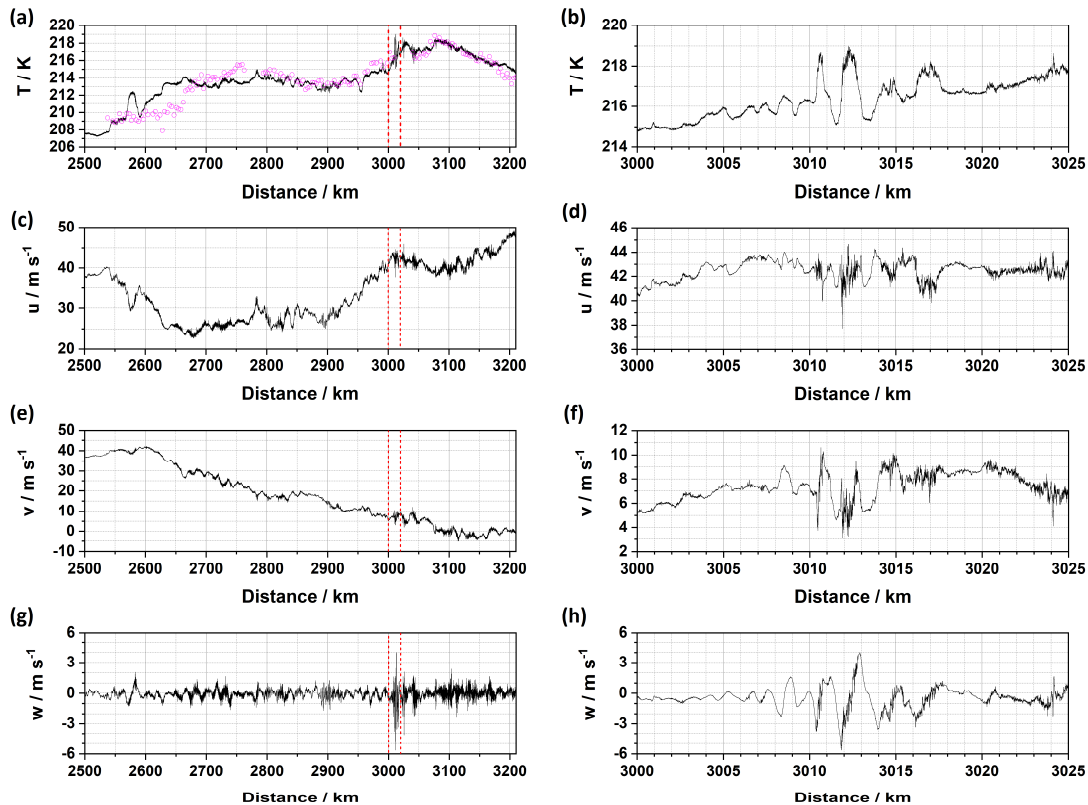 (a)
220
218
216
214
212
210
208
206
T / K
2500 2600 2700 2800 2900 3000 3100 3200
Distance / km
(b)
220
218
216
214
T / K
3000 3005 3010 3015 3020 3025
Distance / km
(c)
50
40
30
20
u / m s⁻¹
2500 2600 2700 2800 2900 3000 3100 3200
Distance / km
(d)
46
44
42
40
38
36
u / m s⁻¹
3000 3005 3010 3015 3020 3025
Distance / km
(e)
50
40
30
20
10
0
-10
v / m s⁻¹
2500 2600 2700 2800 2900 3000 3100 3200
Distance / km
(f)
12
10
8
6
4
2
v / m s⁻¹
3000 3005 3010 3015 3020 3025
Distance / km
(g)
6
3
0
-3
-6
w / m s⁻¹
2500 2600 2700 2800 2900 3000 3100 3200
Distance / km
(h)
6
3
0
-3
-6
w / m s⁻¹
3000 3005 3010 3015 3020 3025
Distance / km